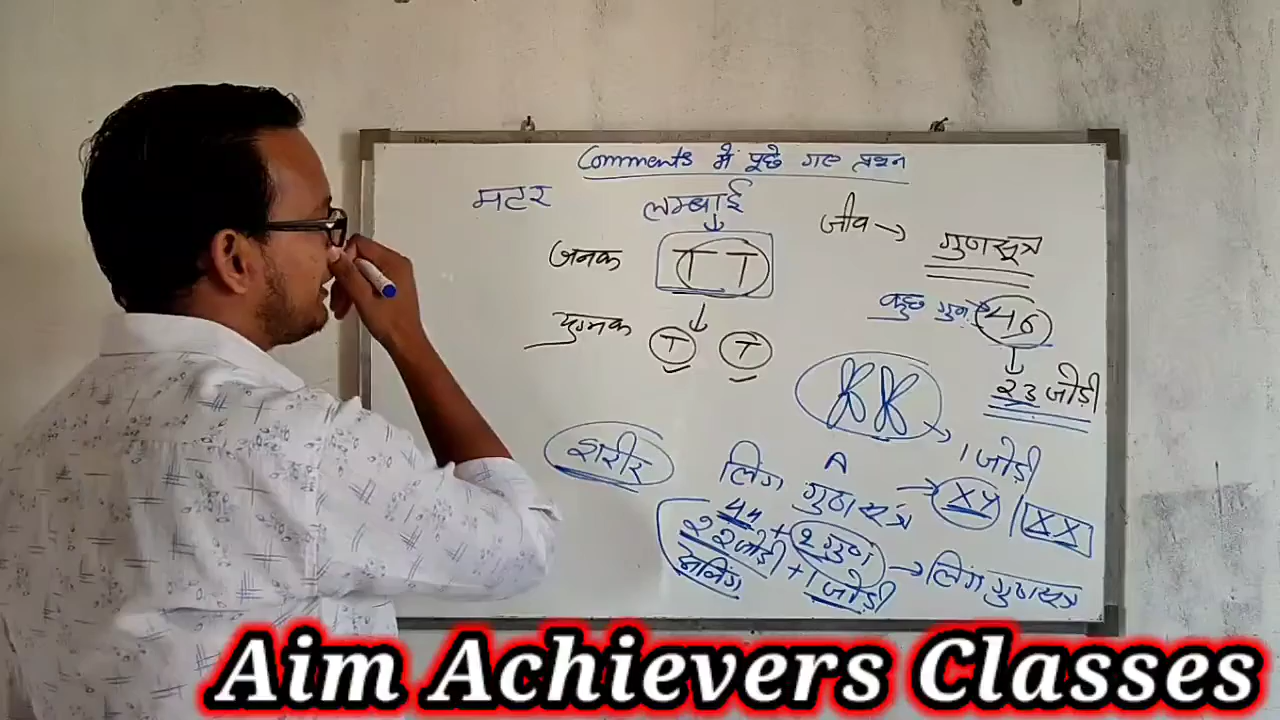 Comments में पूछे गए प्रश्न
मटर लम्बाई
जनक T T
युग्मक T T
जीव → गुणसूत्र
कुछ गुण 46
23 जोड़ी
1 जोड़ी
शरीर
लिंग गुणसूत्र → XY | XX
44 + 2 गुण
22 जोड़ी + 1 जोड़ी → लिंग गुणसूत्र
Aim Achievers Classes